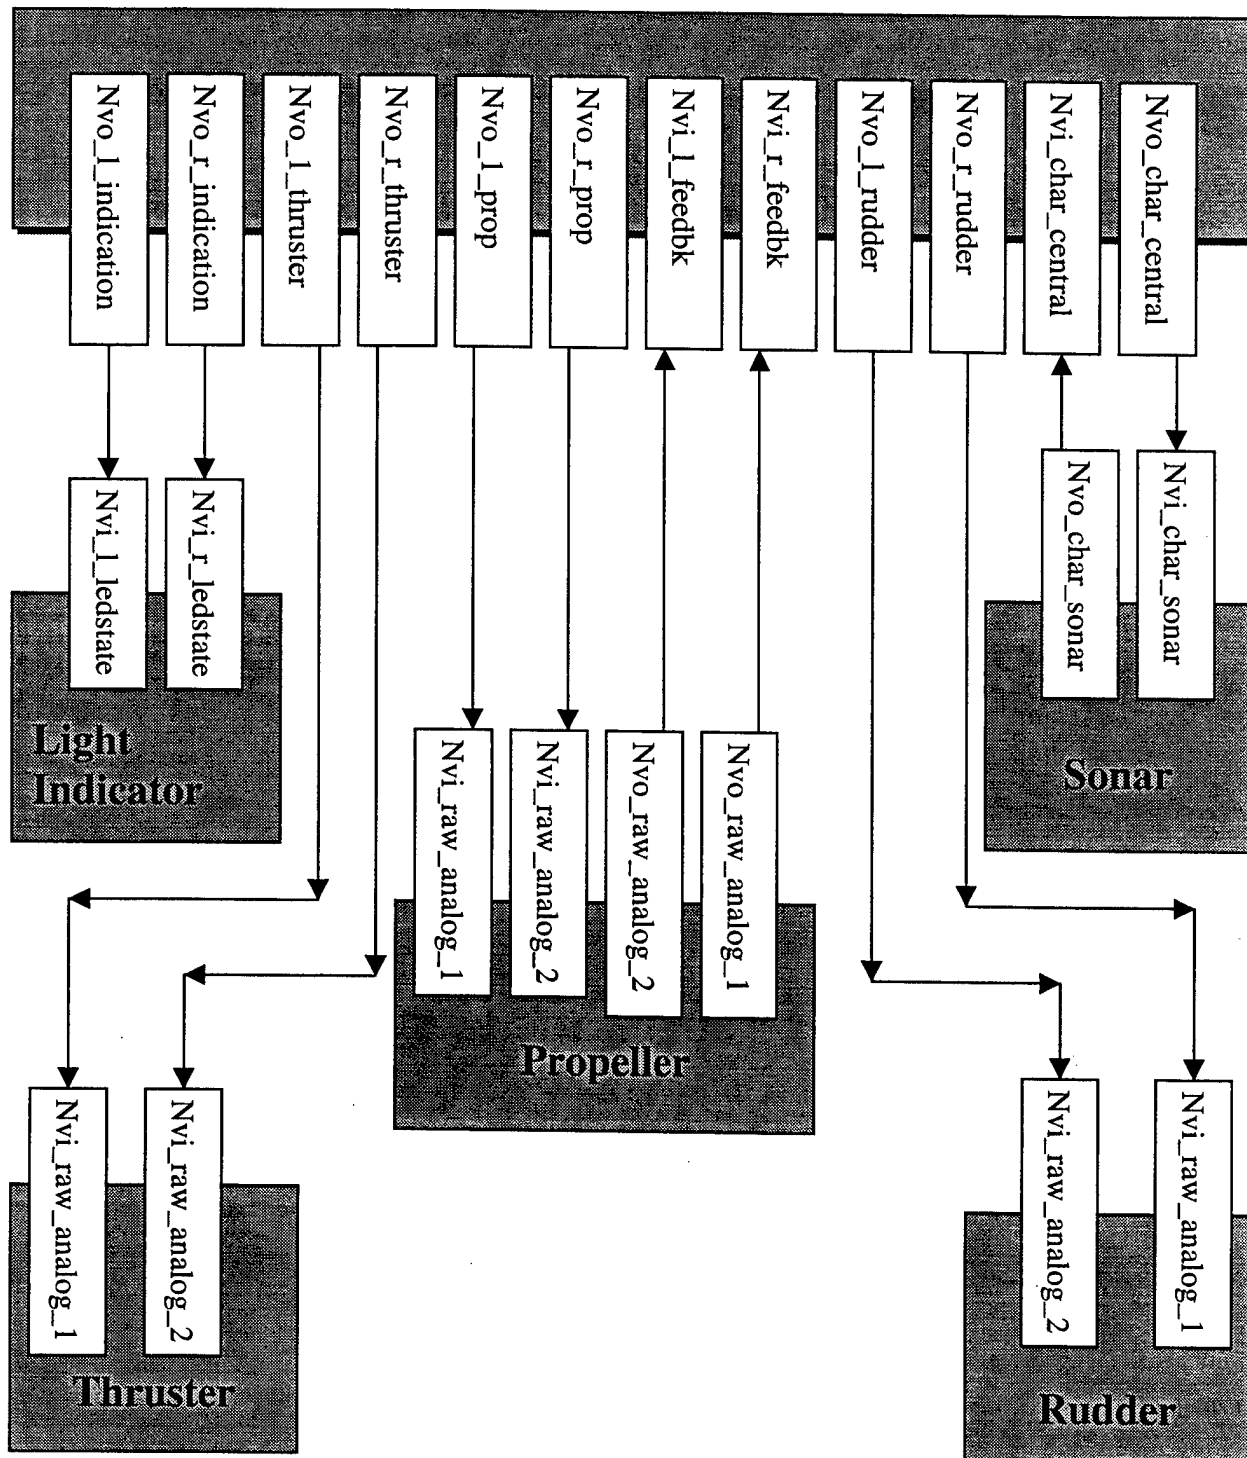 Nvo_l_indication
Nvo_r_indication
Nvo_l_thruster
Nvo_r_thruster
Nvo_l_prop
Nvo_r_prop
Nvi_l_feedbk
Nvi_r_feedbk
Nvo_l_rudder
Nvo_r_rudder
Nvi_char_central
Nvo_char_central
Nvi_l_ledstate
Nvi_r_ledstate
Light
Indicator
Nvo_char_sonar
Nvi_char_sonar
Sonar
Nvi_raw_analog_1
Nvi_raw_analog_2
Nvo_raw_analog_2
Nvo_raw_analog_1
Propeller
Nvi_raw_analog_1
Nvi_raw_analog_2
Thruster
Nvi_raw_analog_2
Nvi_raw_analog_1
Rudder